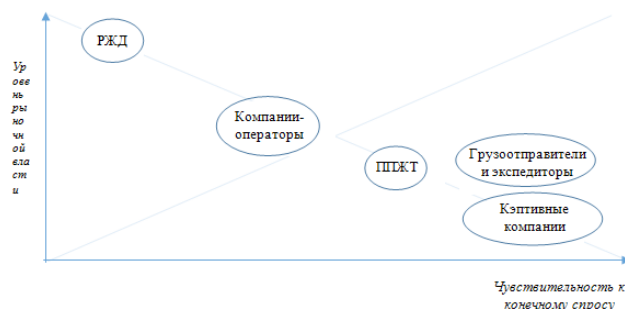 РЖД
Ур
ове
нь
ры
но
чн
ой
вла
ст
и
Компании-
операторы
ППЖТ
Грузоотправители
и экспедиторы
Кэптивные
компании
Чувствительность к
конечному спросу